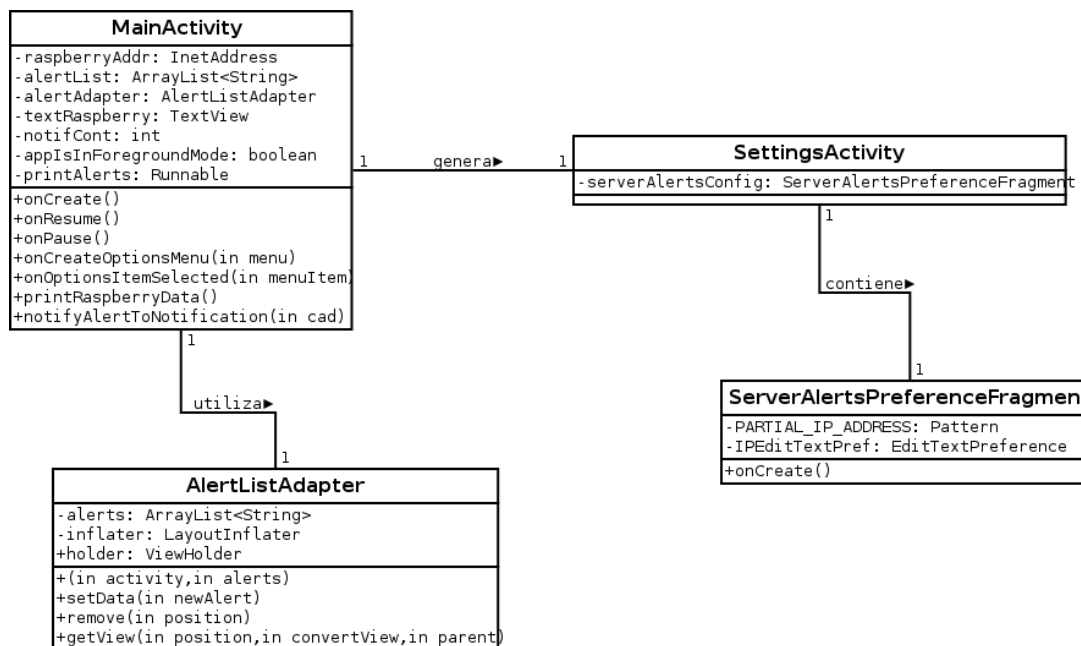 MainActivity
-raspberryAddr: InetAddress
-alertList: ArrayList<String>
-alertAdapter: AlertListAdapter
-textRaspberry: TextView
-notifCont: int
-appIsInForegroundMode: boolean
-printAlerts: Runnable
+onCreate()
+onResume()
+onPause()
+onCreateOptionsMenu(in menu)
+onOptionsItemSelected(in menuItem)
+printRaspberryData()
+notifyAlertToNotification(in cad)
1 genera▶ 1
SettingsActivity
-serverAlertsConfig: ServerAlertsPreferenceFragment
1
contiene▶
1
ServerAlertsPreferenceFragmen
-PARTIAL_IP_ADDRESS: Pattern
-IPEditTextPref: EditTextPreference
+onCreate()
1
utiliza▶
1
AlertListAdapter
-alerts: ArrayList<String>
-inflater: LayoutInflater
+holder: ViewHolder
+(in activity,in alerts)
+setData(in newAlert)
+remove(in position)
+getView(in position,in convertView,in parent)